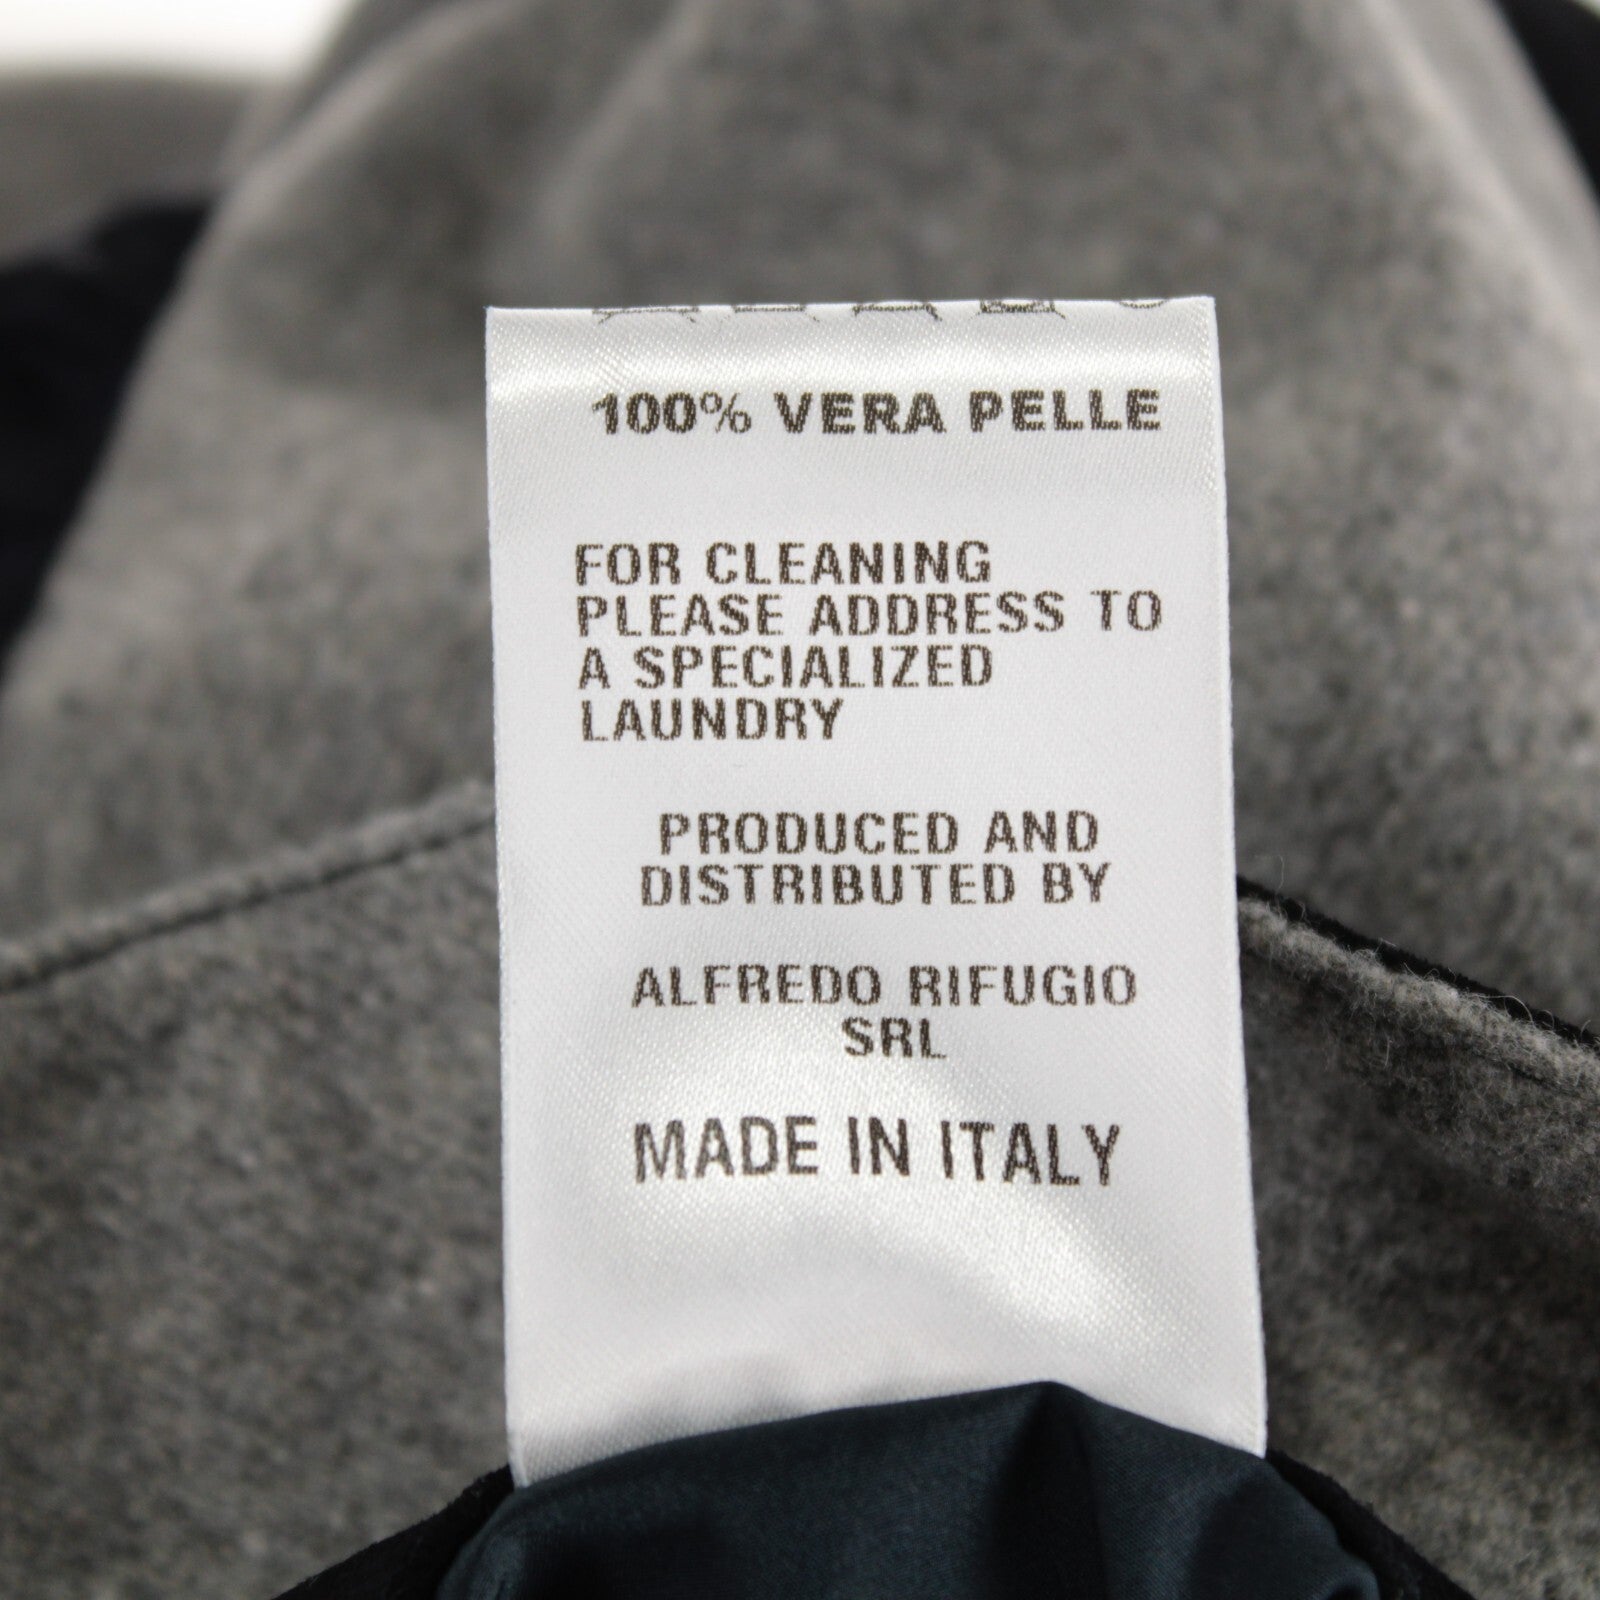 100% VERA PELLE
FOR CLEANING
PLEASE ADDRESS TO
A SPECIALIZED
LAUNDRY
PRODUCED AND
DISTRIBUTED BY
ALFREDO RIFUGIO
SRL
MADE IN ITALY